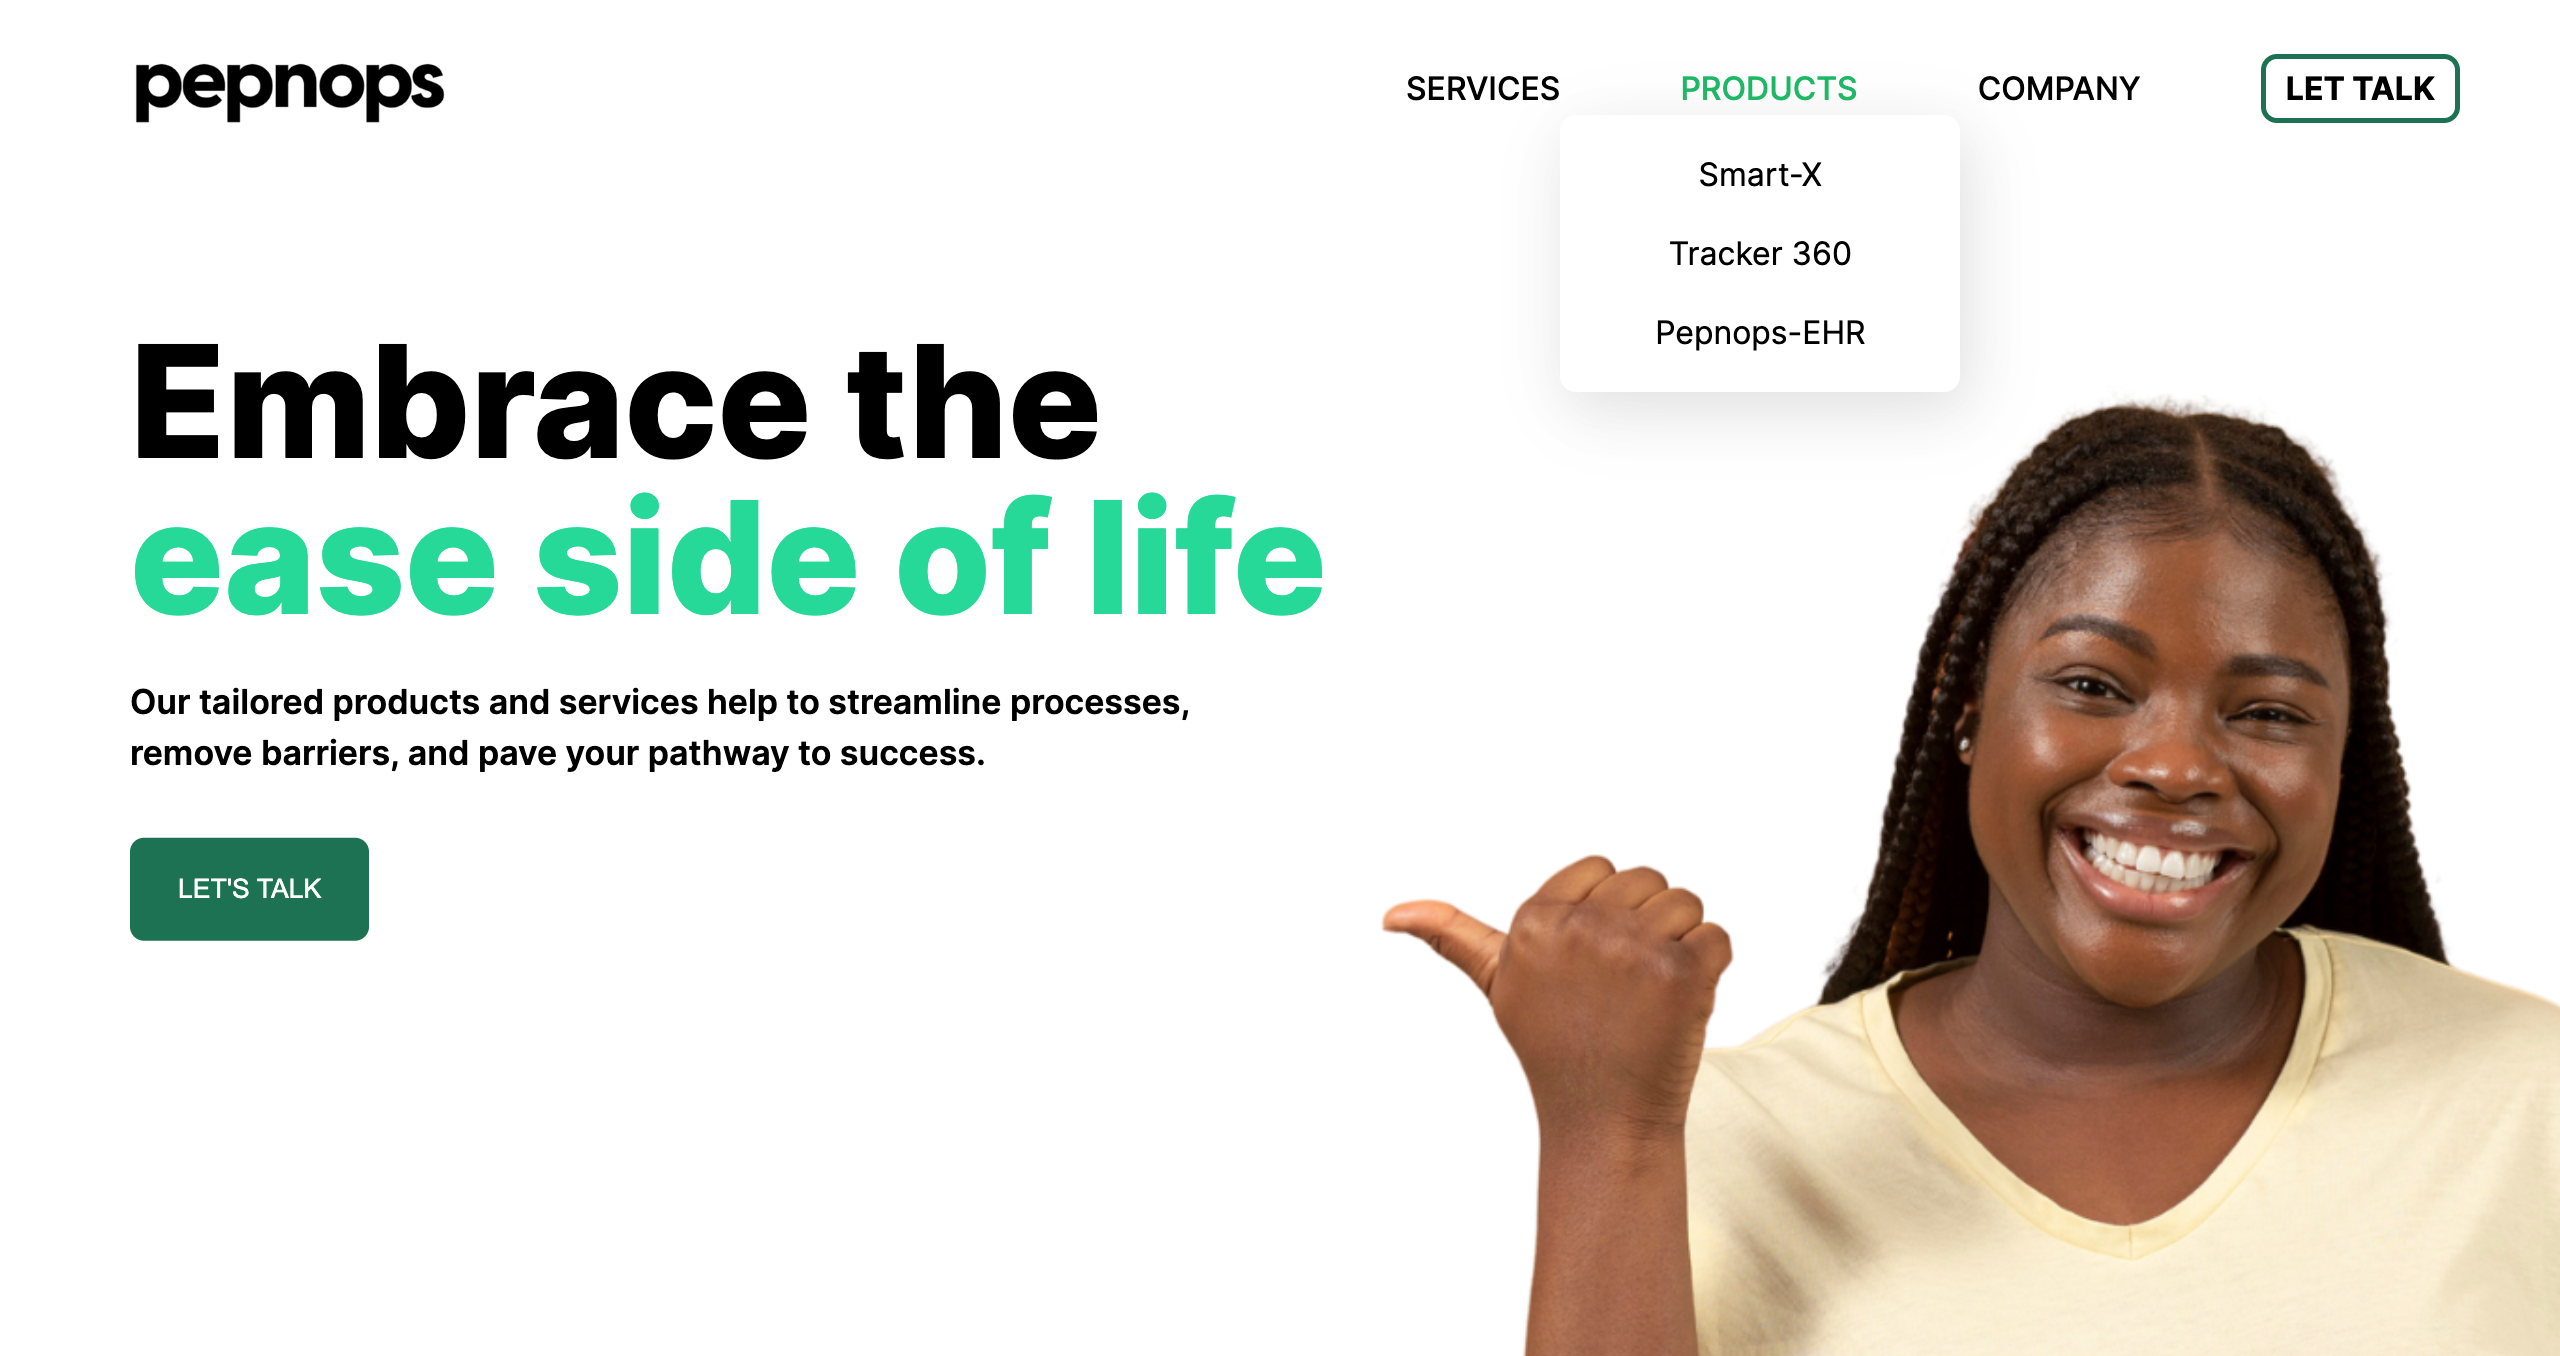 pepnops
SERVICES
PRODUCTS
COMPANY
LET TALK
Smart-X
Tracker 360
Pepnops-EHR
Embrace the
ease side of life
Our tailored products and services help to streamline processes,
remove barriers, and pave your pathway to success.
LET'S TALK